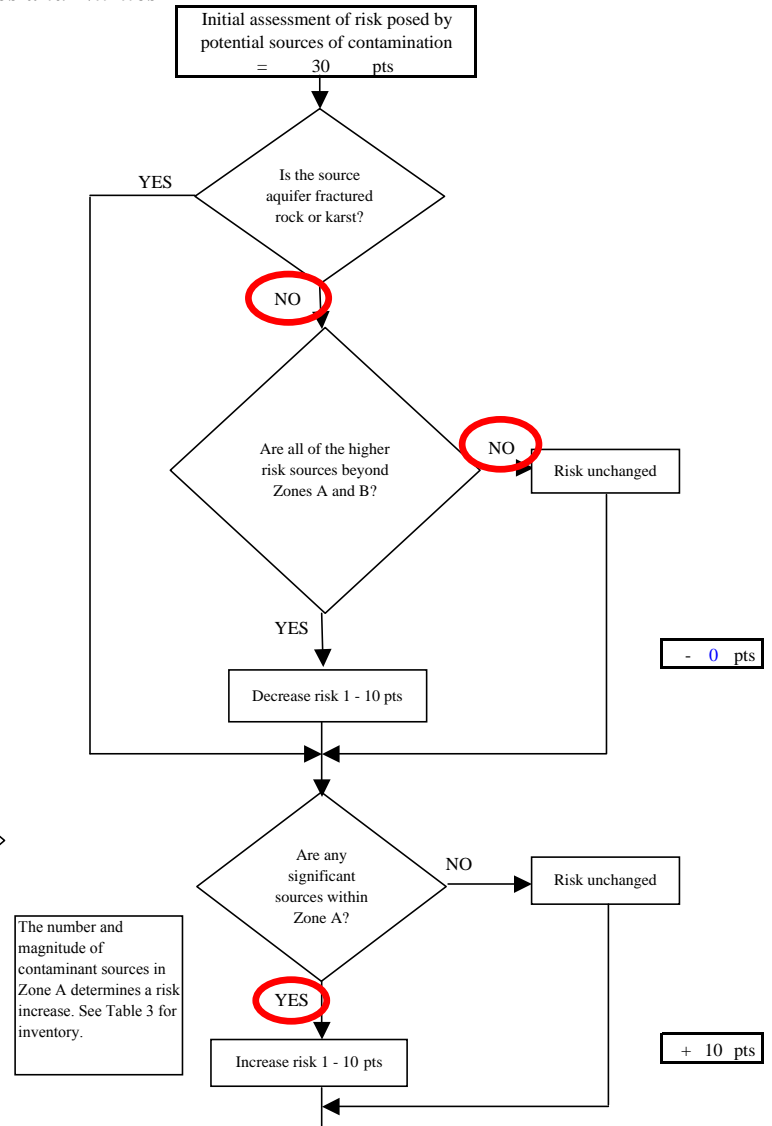 Initial assessment of risk posed by
potential sources of contamination
= 30 pts
Is the source
aquifer fractured
rock or karst?
YES
NO
Are all of the higher
risk sources beyond
Zones A and B?
NO
Risk unchanged
YES
- 0 pts
Decrease risk 1 - 10 pts
Are any
significant
sources within
Zone A?
NO
Risk unchanged
The number and
magnitude of
contaminant sources in
Zone A determines a risk
increase. See Table 3 for
inventory.
YES
Increase risk 1 - 10 pts
+ 10 pts